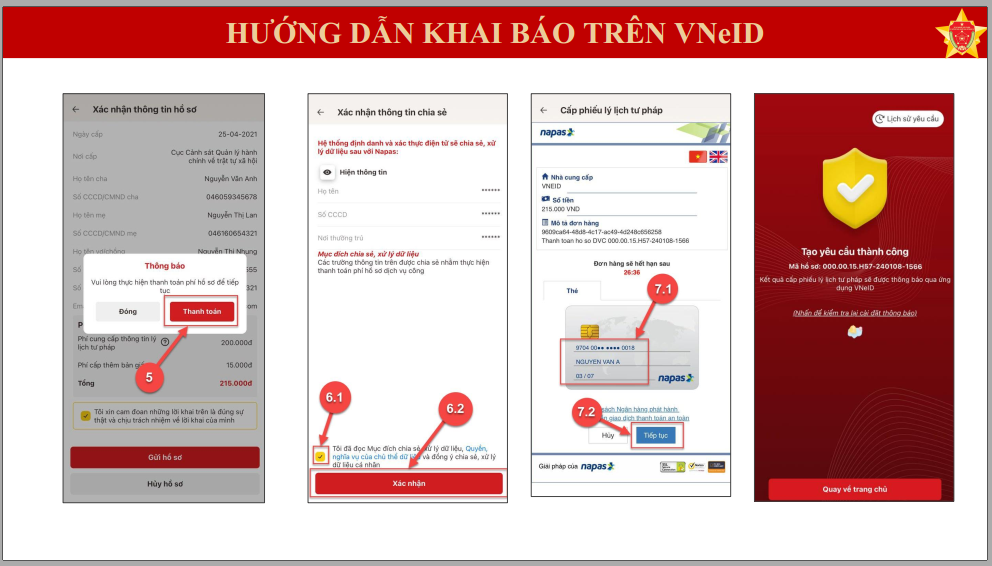 HƯỚNG DẪN KHAI BÁO TRÊN VNeID
← Xác nhận thông tin hồ sơ
Ngày cấp 25-04-2021
Nơi cấp Cục Cảnh sát Quản lý hành
chính về trật tự xã hội
Họ tên cha Nguyễn Văn Anh
Số CCCD/CMND cha 046059345678
Họ tên mẹ Nguyễn Thị Lan
Số CCCD/CMND mẹ 046160654321
Họ tên vợ/chồng Nguyễn Thị Nhung
Số 555
Thông báo
Vui lòng thực hiện thanh toán phí hồ sơ để tiếp
tục
Số 321
Đóng Thanh toán
Em om
P
Phí cung cấp thông tin lý
lịch tư pháp 200.000đ
Phí cấp thêm bản gi 15.000đ
5
Tổng 215.000đ
Tôi xin cam đoan những lời khai trên là đúng sự
thật và chịu trách nhiệm về lời khai của mình
Gửi hồ sơ
Hủy hồ sơ
← Xác nhận thông tin chia sẻ
Hệ thống định danh và xác thực điện tử sẽ chia sẻ, xử
lý dữ liệu sau với Napas:
Hiện thông tin
Họ tên ••••••
Số CCCD ••••••
Nơi thường trú ••••••
Mục đích chia sẻ, xử lý dữ liệu
Các trường thông tin trên được chia sẻ nhằm thực hiện
thanh toán phí hồ sơ dịch vụ công
6.1
6.2
Tôi đã đọc Mục đích chia sẻ, xử lý dữ liệu, Quyền,
nghĩa vụ của chủ thể dữ liệu và đồng ý chia sẻ, xử lý
dữ liệu cá nhân
Xác nhận
← Cấp phiếu lý lịch tư pháp
napas
Nhà cung cấp
VNEID
Số tiền
215.000 VND
Mô tả đơn hàng
9609ca64-48d8-4c17-ac49-4d248c656258
Thanh toan ho so DVC 000.00.15.H57-240108-1566
Đơn hàng sẽ hết hạn sau
26:36
7.1
Thẻ
9704 00•• •••• 0018
NGUYEN VAN A
03 / 07
napas
7.2
sách Ngân hàng phát hành
giao dịch thanh toán an toàn
Hủy Tiếp tục
Giải pháp của napas
Lịch sử yêu cầu
Tạo yêu cầu thành công
Mã hồ sơ: 000.00.15.H57-240108-1566
Kết quả cấp phiếu lý lịch tư pháp sẽ được thông báo qua ứng
dụng VNeID
(Nhấn để kiểm tra lại cài đặt thông báo)
Quay về trang chủ